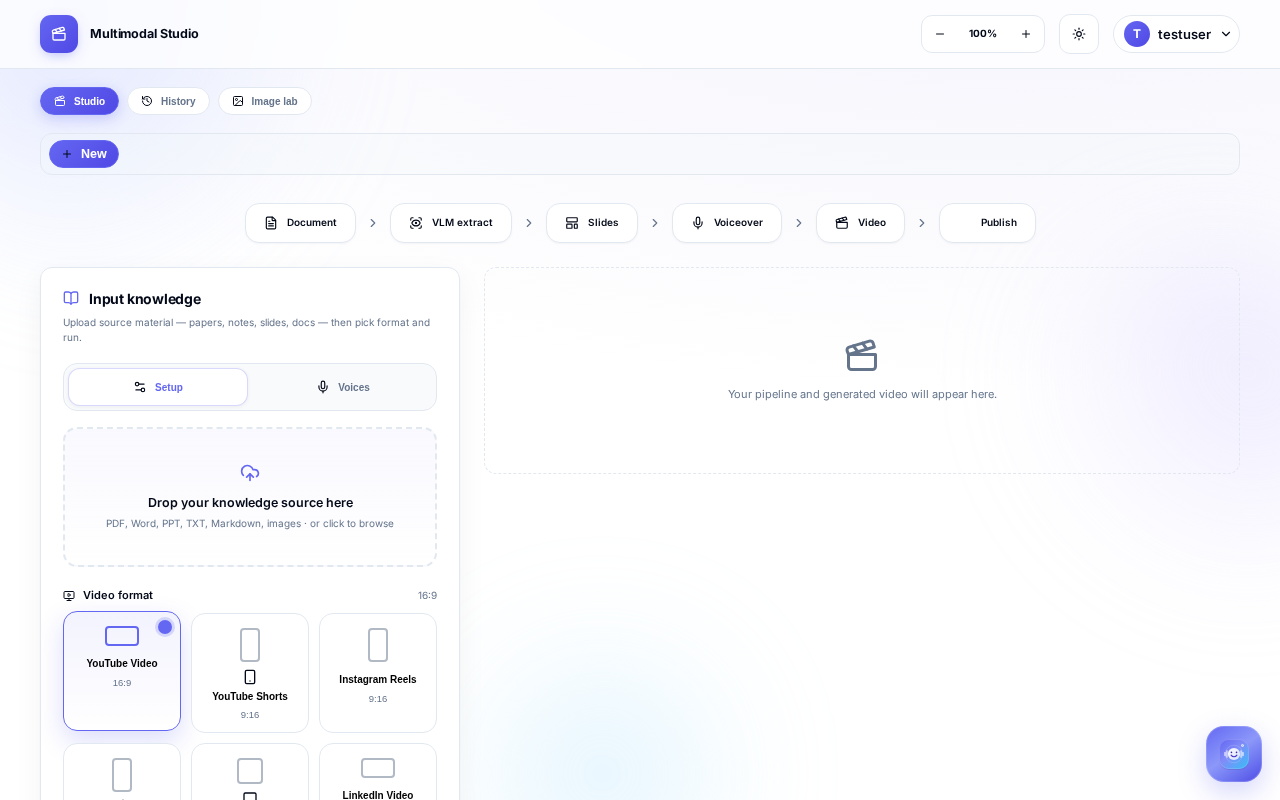 Multimodal Studio
100%
T
testuser
Studio
History
Image lab
New
Document
VLM extract
Slides
Voiceover
Video
Publish
Input knowledge
Upload source material — papers, notes, slides, docs — then pick format and
run.
Setup
Voices
Drop your knowledge source here
PDF, Word, PPT, TXT, Markdown, images · or click to browse
Video format
16:9
YouTube Video
16:9
YouTube Shorts
9:16
Instagram Reels
9:16
LinkedIn Video
Your pipeline and generated video will appear here.